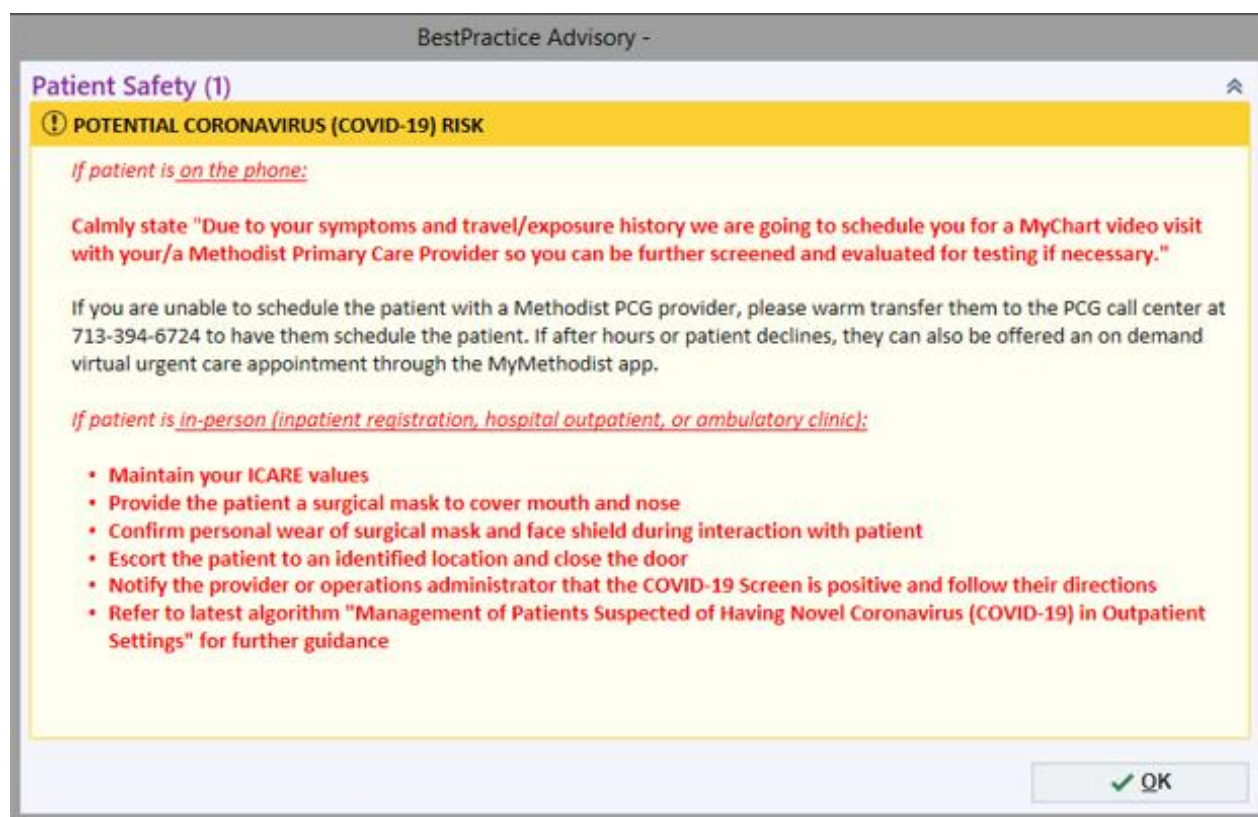 BestPractice Advisory -
Patient Safety (1)
POTENTIAL CORONAVIRUS (COVID-19) RISK
If patient is on the phone:
Calmly state "Due to your symptoms and travel/exposure history we are going to schedule you for a MyChart video visit
with your/a Methodist Primary Care Provider so you can be further screened and evaluated for testing if necessary."
If you are unable to schedule the patient with a Methodist PCG provider, please warm transfer them to the PCG call center at
713-394-6724 to have them schedule the patient. If after hours or patient declines, they can also be offered an on demand
virtual urgent care appointment through the MyMethodist app.
If patient is in-person (inpatient registration, hospital outpatient, or ambulatory clinic):
• Maintain your ICARE values
• Provide the patient a surgical mask to cover mouth and nose
• Confirm personal wear of surgical mask and face shield during interaction with patient
• Escort the patient to an identified location and close the door
• Notify the provider or operations administrator that the COVID-19 Screen is positive and follow their directions
• Refer to latest algorithm "Management of Patients Suspected of Having Novel Coronavirus (COVID-19) in Outpatient
Settings" for further guidance
OK